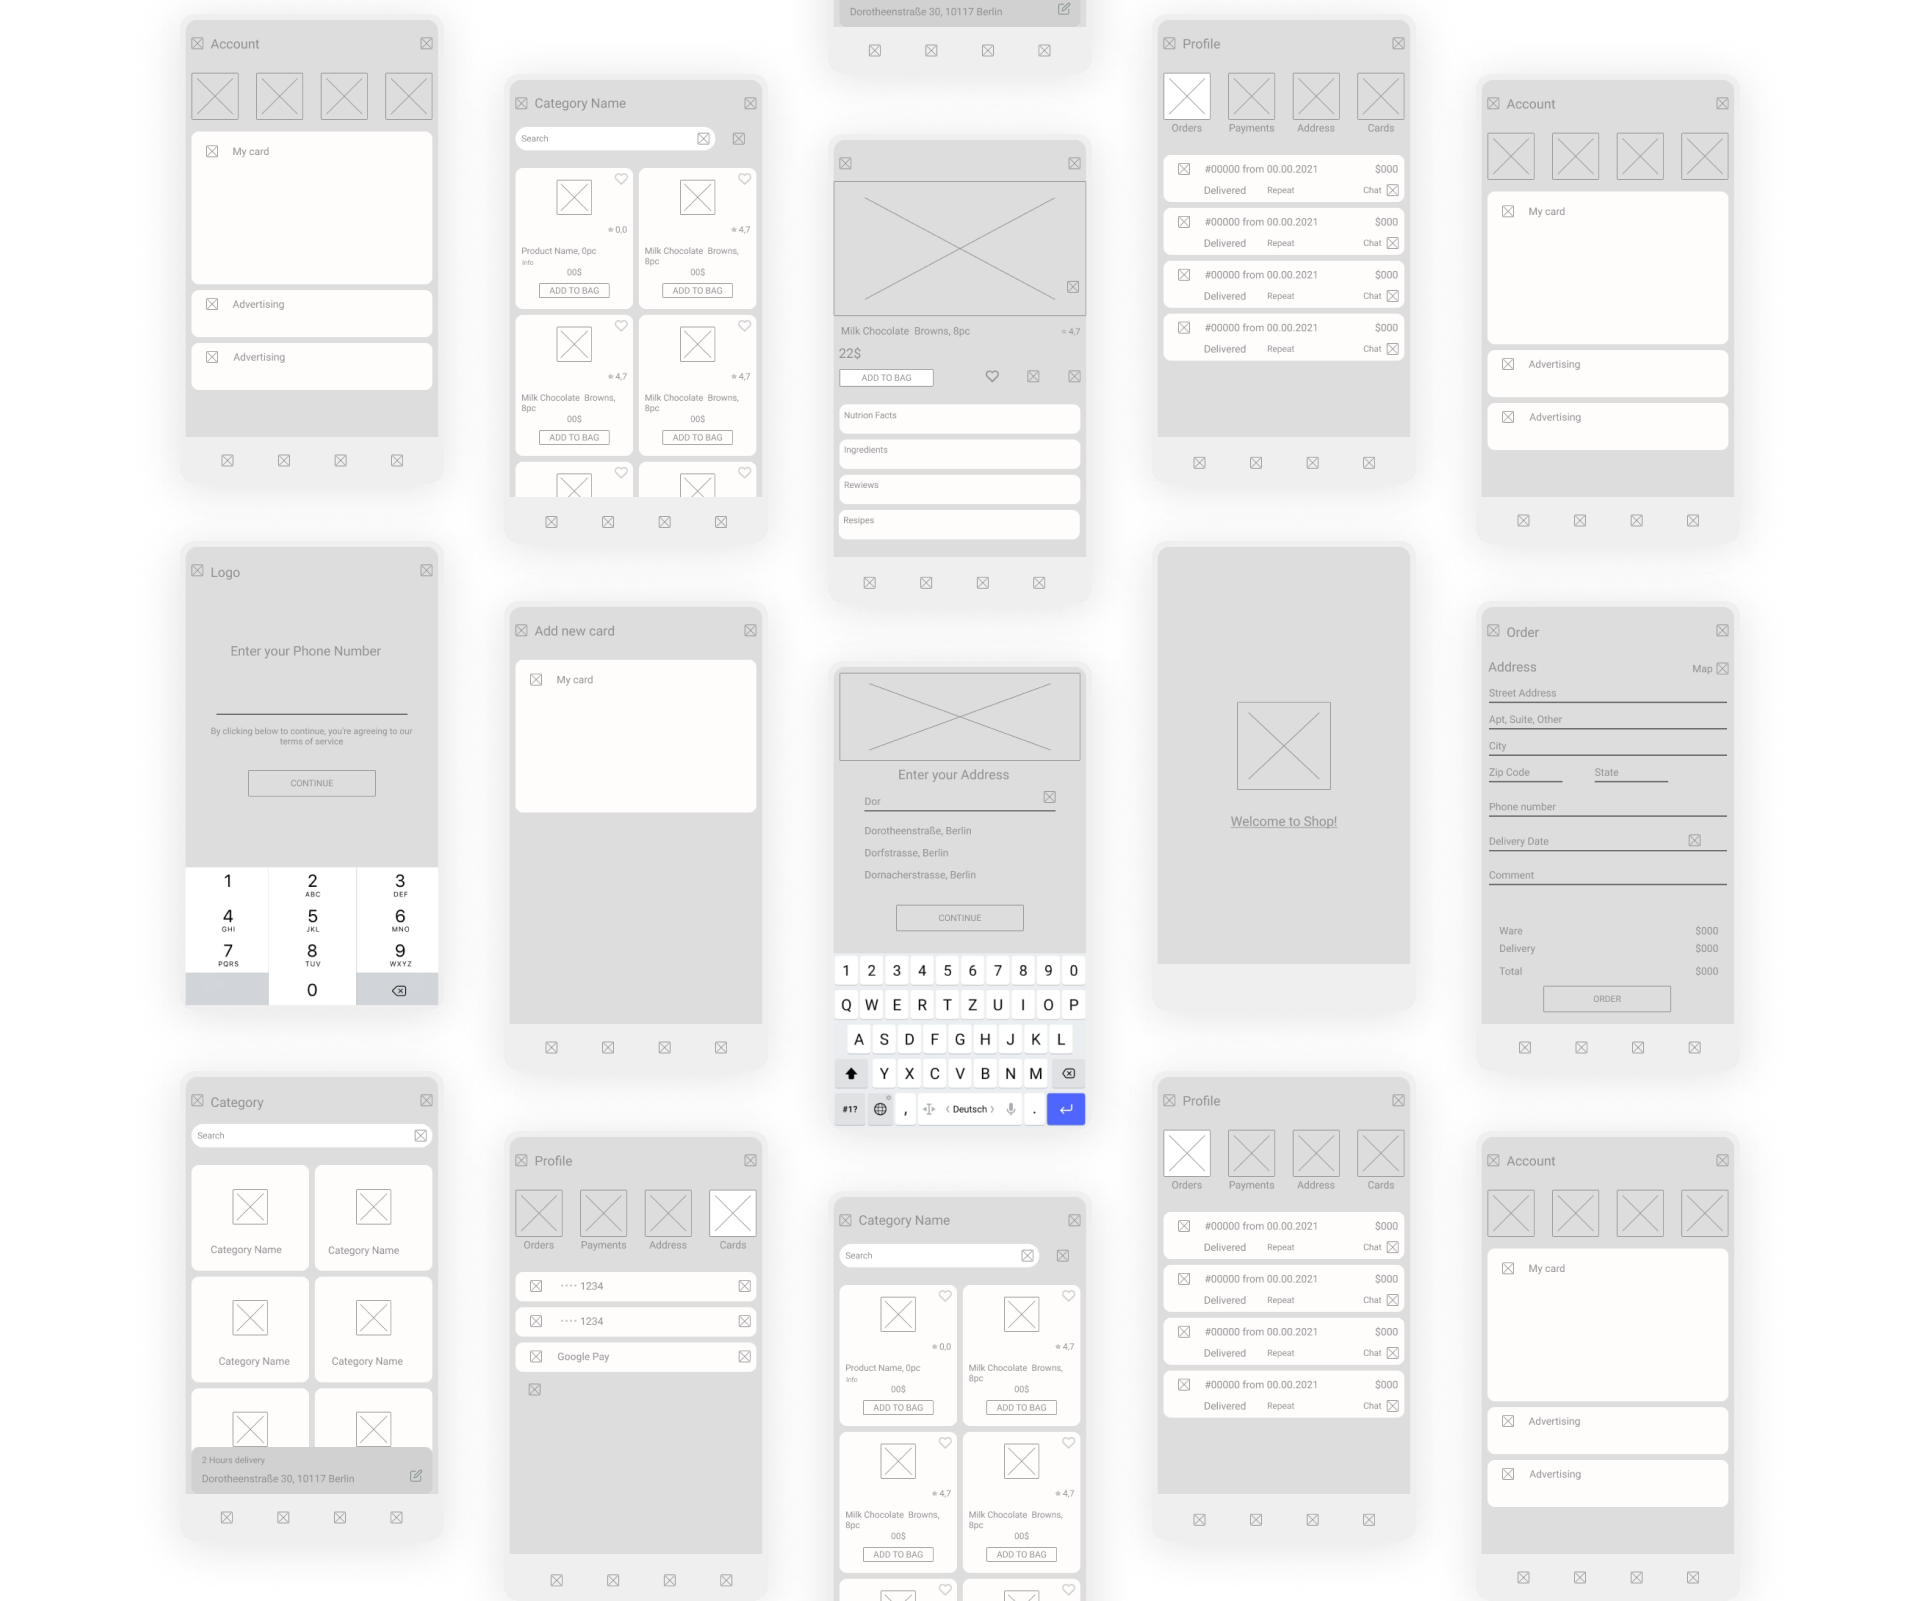 Account
My card
Advertising
Advertising
Logo
Enter your Phone Number
By clicking below to continue, you're agreeing to our
terms of service
CONTINUE
1 2 3
ABC DEF
4 5 6
GHI JKL MNO
7 8 9
PQRS TUV WXYZ
0
Category
Search
Category Name Category Name
Category Name Category Name
2 Hours delivery
Dorotheenstraße 30, 10117 Berlin
Category Name
Search
0,0 4,7
Product Name, 0pc Milk Chocolate Browns,
Info 8pc
00$ 00$
ADD TO BAG ADD TO BAG
4,7 4,7
Milk Chocolate Browns, Milk Chocolate Browns,
8pc 8pc
00$ 00$
ADD TO BAG ADD TO BAG
Add new card
My card
Profile
Orders Payments Address Cards
1234
1234
Google Pay
Dorotheenstraße 30, 10117 Berlin
Milk Chocolate Browns, 8pc 4,7
22$
ADD TO BAG
Nutrion Facts
Ingredients
Rewiews
Resipes
Enter your Address
Dor
Dorotheenstraße, Berlin
Dorfstrasse, Berlin
Dornacherstrasse, Berlin
CONTINUE
1 2 3 4 5 6 7 8 9 0
Q W E R T Z U I O P
A S D F G H J K L
Y X C V B N M
#1? , Deutsch .
Category Name
Search
0,0 4,7
Product Name, 0pc Milk Chocolate Browns,
Info 8pc
00$ 00$
ADD TO BAG ADD TO BAG
4,7 4,7
Milk Chocolate Browns, Milk Chocolate Browns,
8pc 8pc
00$ 00$
ADD TO BAG ADD TO BAG
Profile
Orders Payments Address Cards
#00000 from 00.00.2021 $000
Delivered Repeat Chat
#00000 from 00.00.2021 $000
Delivered Repeat Chat
#00000 from 00.00.2021 $000
Delivered Repeat Chat
#00000 from 00.00.2021 $000
Delivered Repeat Chat
Welcome to Shop!
Profile
Orders Payments Address Cards
#00000 from 00.00.2021 $000
Delivered Repeat Chat
#00000 from 00.00.2021 $000
Delivered Repeat Chat
#00000 from 00.00.2021 $000
Delivered Repeat Chat
#00000 from 00.00.2021 $000
Delivered Repeat Chat
Account
My card
Advertising
Advertising
Order
Address Map
Street Address
Apt, Suite, Other
City
Zip Code State
Phone number
Delivery Date
Comment
Ware $000
Delivery $000
Total $000
ORDER
Account
My card
Advertising
Advertising